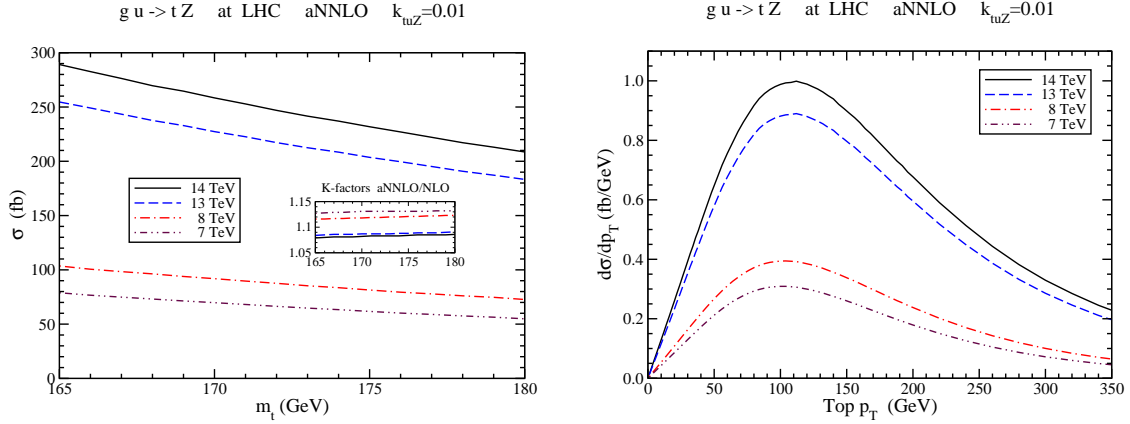 g u -> t Z at LHC aNNLO k_tuZ=0.01
300
250
200
150
100
50
0
σ (fb)
14 TeV
13 TeV
8 TeV
7 TeV
K-factors aNNLO/NLO
1.15
1.1
1.05
165 170 175 180
165 170 175 180
m_t (GeV)
g u -> t Z at LHC aNNLO k_tuZ=0.01
1.0
0.8
0.6
0.4
0.2
0.0
dσ/dp_T (fb/GeV)
14 TeV
13 TeV
8 TeV
7 TeV
0 50 100 150 200 250 300 350
Top p_T (GeV)